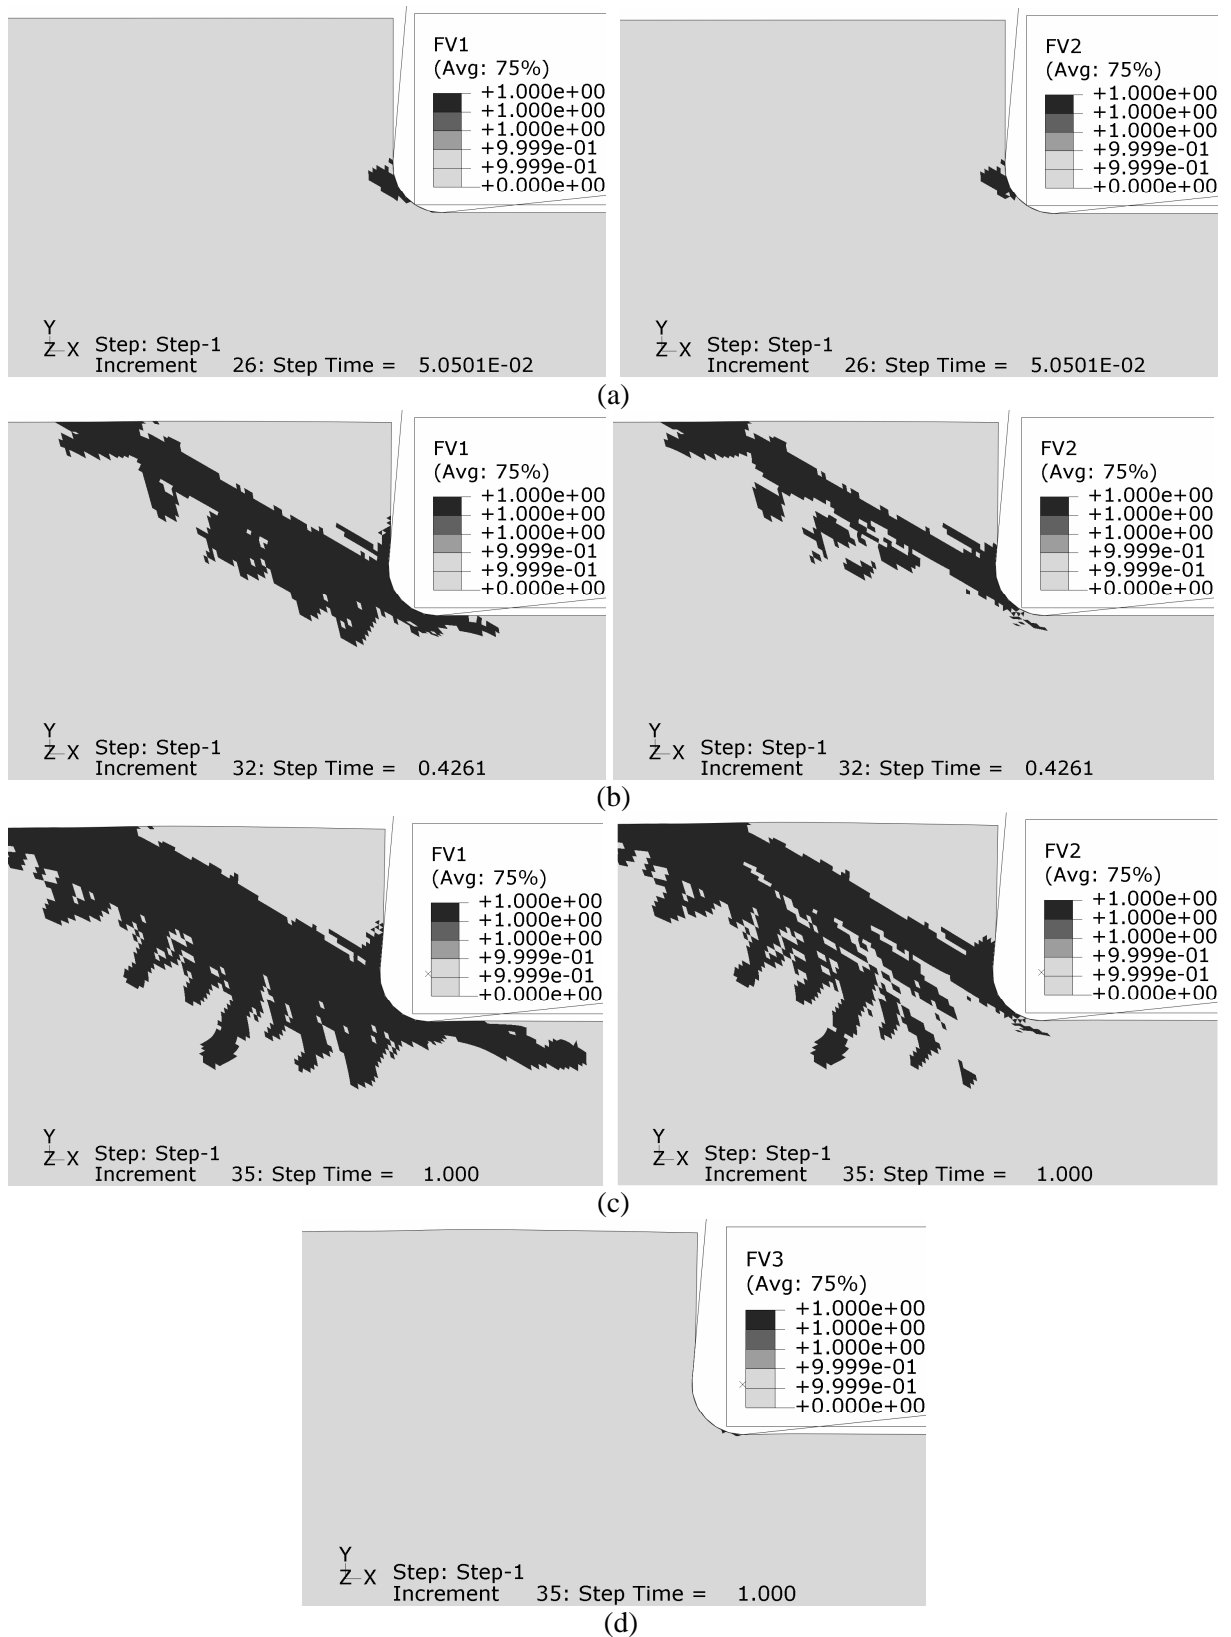 FV1
(Avg: 75%)
+1.000e+00
+1.000e+00
+1.000e+00
+9.999e-01
+9.999e-01
+0.000e+00
Y
Z X
Step: Step-1
Increment 26: Step Time = 5.0501E-02
FV2
(Avg: 75%)
+1.000e+00
+1.000e+00
+1.000e+00
+9.999e-01
+9.999e-01
+0.000e+00
Y
Z X
Step: Step-1
Increment 26: Step Time = 5.0501E-02
(a)
FV1
(Avg: 75%)
+1.000e+00
+1.000e+00
+1.000e+00
+9.999e-01
+9.999e-01
+0.000e+00
Y
Z X
Step: Step-1
Increment 32: Step Time = 0.4261
FV2
(Avg: 75%)
+1.000e+00
+1.000e+00
+1.000e+00
+9.999e-01
+9.999e-01
+0.000e+00
Y
Z X
Step: Step-1
Increment 32: Step Time = 0.4261
(b)
FV1
(Avg: 75%)
+1.000e+00
+1.000e+00
+1.000e+00
+9.999e-01
+9.999e-01
+0.000e+00
Y
Z X
Step: Step-1
Increment 35: Step Time = 1.000
FV2
(Avg: 75%)
+1.000e+00
+1.000e+00
+1.000e+00
+9.999e-01
+9.999e-01
+0.000e+00
Y
Z X
Step: Step-1
Increment 35: Step Time = 1.000
(c)
FV3
(Avg: 75%)
+1.000e+00
+1.000e+00
+1.000e+00
+9.999e-01
+9.999e-01
+0.000e+00
Y
Z X
Step: Step-1
Increment 35: Step Time = 1.000
(d)